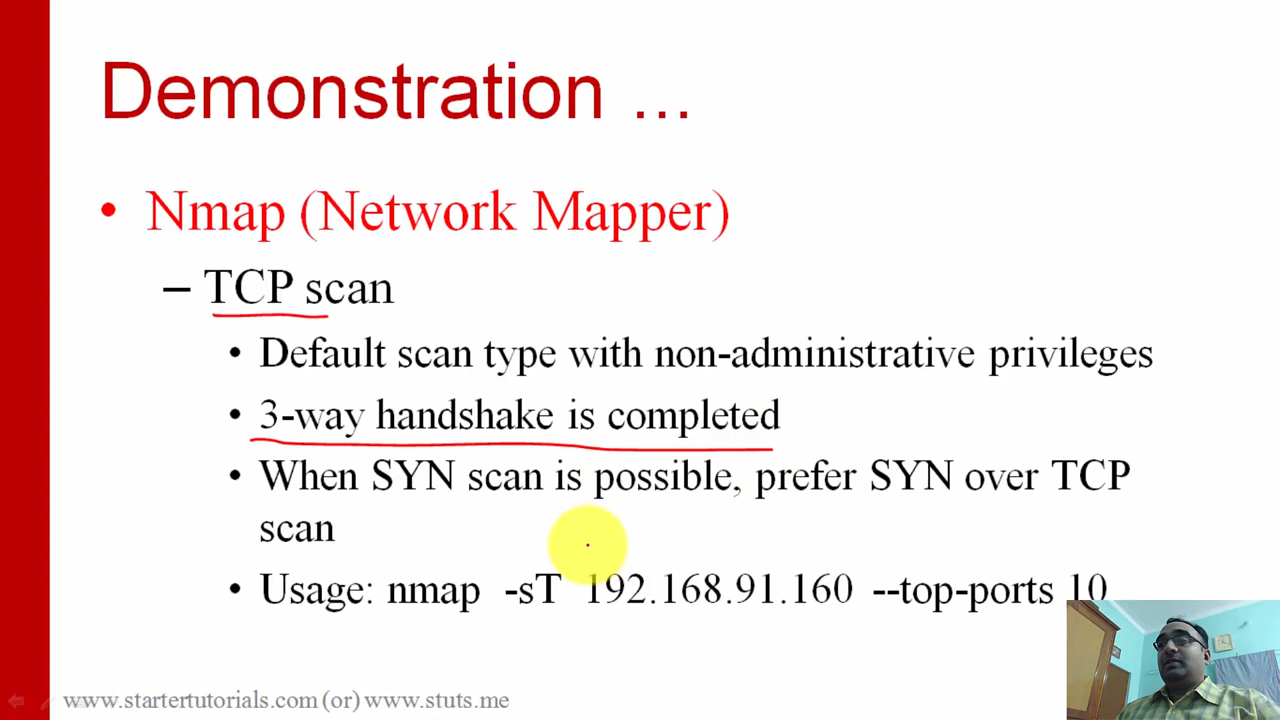 Demonstration ...
• Nmap (Network Mapper)
– TCP scan
• Default scan type with non-administrative privileges
• 3-way handshake is completed
• When SYN scan is possible, prefer SYN over TCP
scan
• Usage: nmap -sT 192.168.91.160 --top-ports 10
www.startertutorials.com (or) www.stuts.me